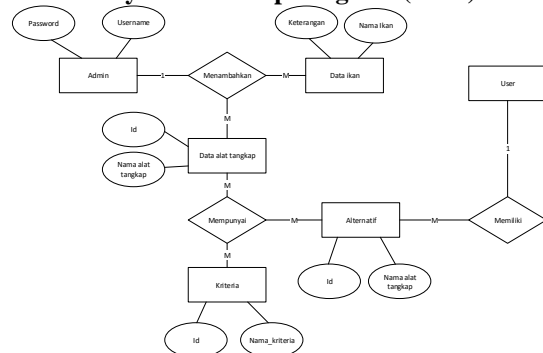 Password
Username
Keterangan
Nama Ikan
Admin
1
Menambahkan
M
Data ikan
User
M
Id
Data alat tangkap
Nama alat
tangkap
1
M
Mempunyai
M
Alternatif
M
Memiliki
M
Id
Nama alat
tangkap
Kriteria
Id
Nama_kriteria